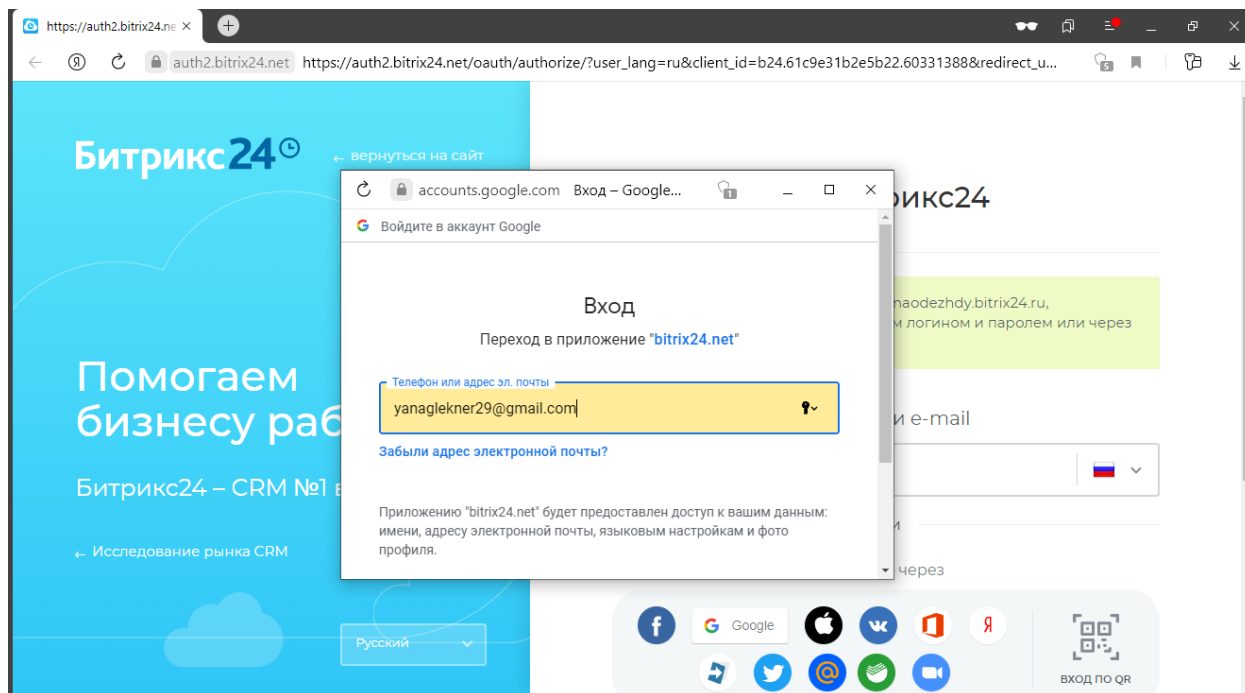 https://auth2.bitrix24.ne
auth2.bitrix24.net https://auth2.bitrix24.net/oauth/authorize/?user_lang=ru&client_id=b24.61c9e31b2e5b22.60331388&redirect_u...
5
Битрикс24
← вернуться на сайт
accounts.google.com Вход – Google...
1
Войдите в аккаунт Google
Вход
Переход в приложение "bitrix24.net"
Телефон или адрес эл. почты
yanaglekner29@gmail.com
Забыли адрес электронной почты?
Приложению "bitrix24.net" будет предоставлен доступ к вашим данным:
имени, адресу электронной почты, языковым настройкам и фото
профиля.
Помогаем
бизнесу
Битрикс24 – CRM №1
← Исследование рынка CRM
Русский
naodezhdy.bitrix24.ru,
логином и паролем или через
и e-mail
через
Google
Я
ВХОД ПО QR